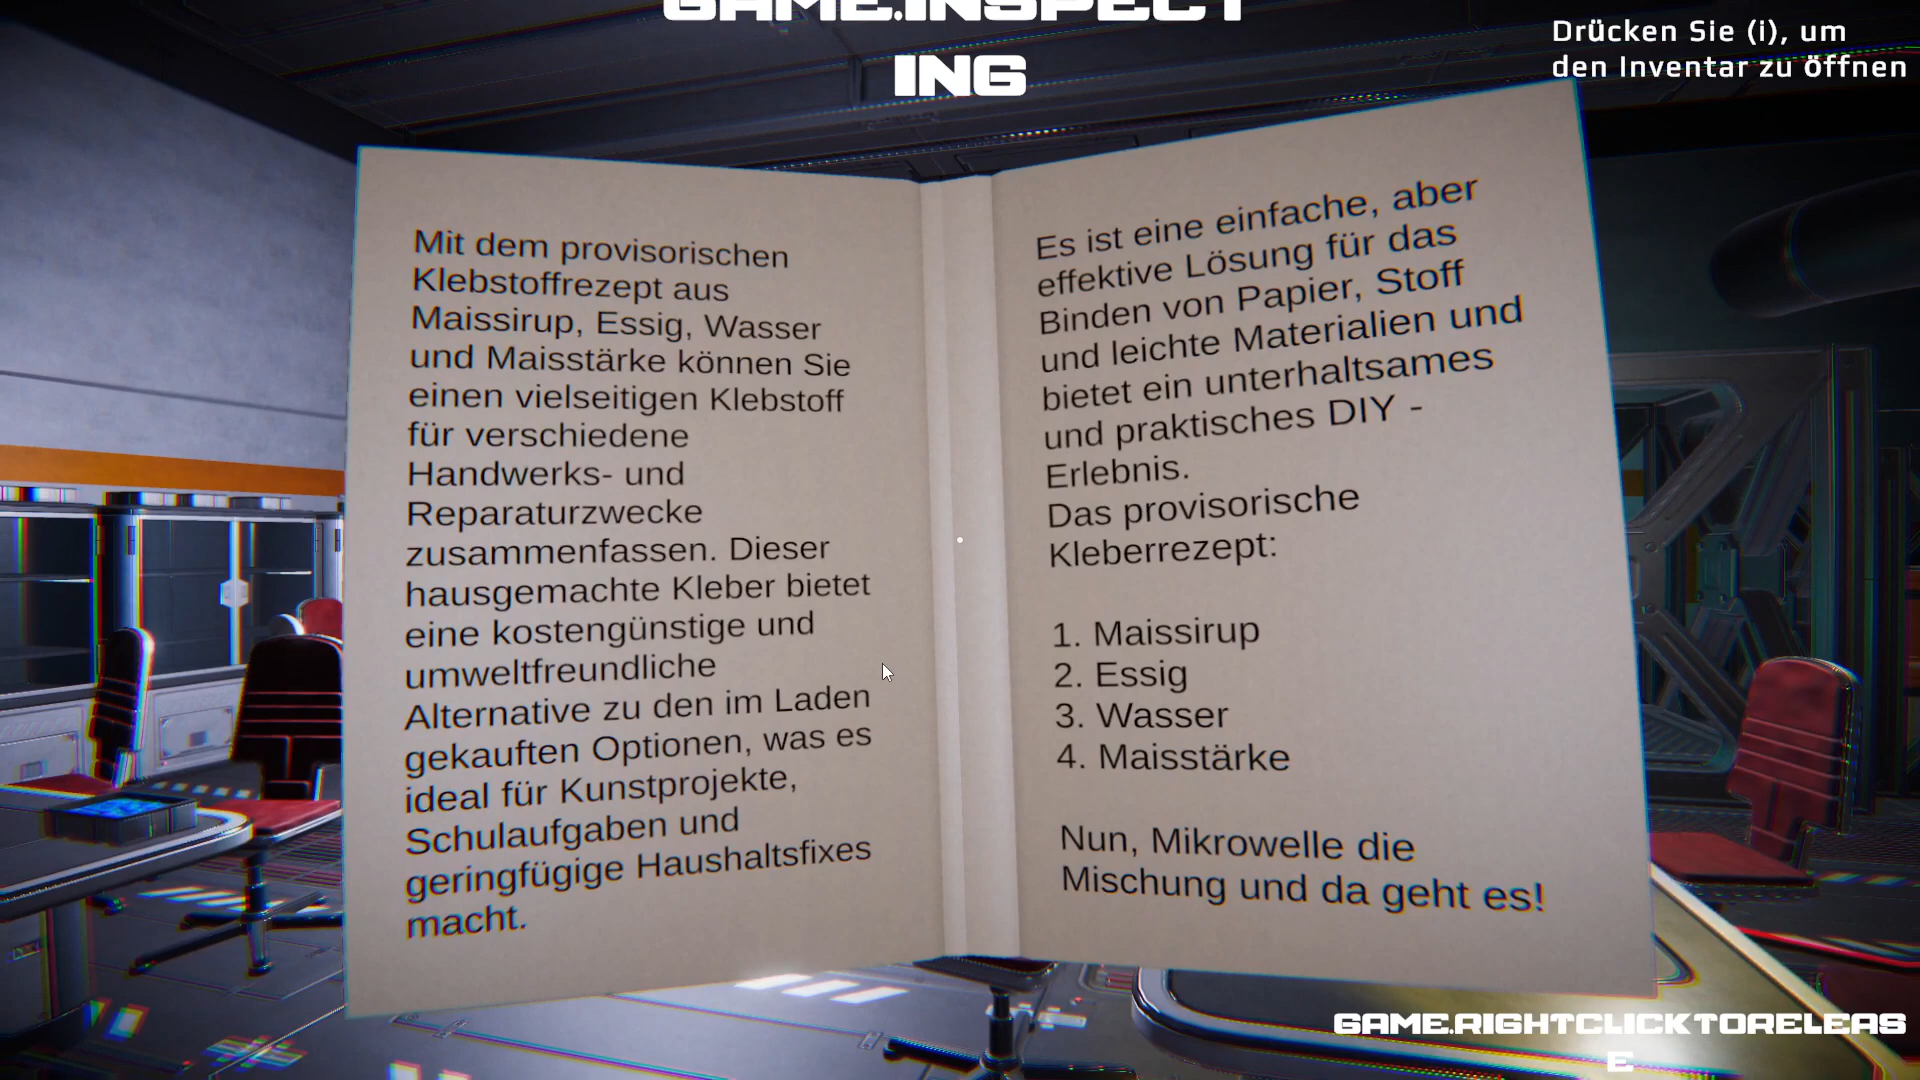 GAME.INSPECT
ING
Drücken Sie (i), um
den Inventar zu öffnen
Mit dem provisorischen
Klebstoffrezept aus
Maissirup, Essig, Wasser
und Maisstärke können Sie
einen vielseitigen Klebstoff
für verschiedene
Handwerks- und
Reparaturzwecke
zusammenfassen. Dieser
hausgemachte Kleber bietet
eine kostengünstige und
umweltfreundliche
Alternative zu den im Laden
gekauften Optionen, was es
ideal für Kunstprojekte,
Schulaufgaben und
geringfügige Haushaltsfixes
macht.
Es ist eine einfache, aber
effektive Lösung für das
Binden von Papier, Stoff
und leichte Materialien und
bietet ein unterhaltsames
und praktisches DIY -
Erlebnis.
Das provisorische
Kleberrezept:
1. Maissirup
2. Essig
3. Wasser
4. Maisstärke
Nun, Mikrowelle die
Mischung und da geht es!
GAME.RIGHTCLICKTORELEAS
E